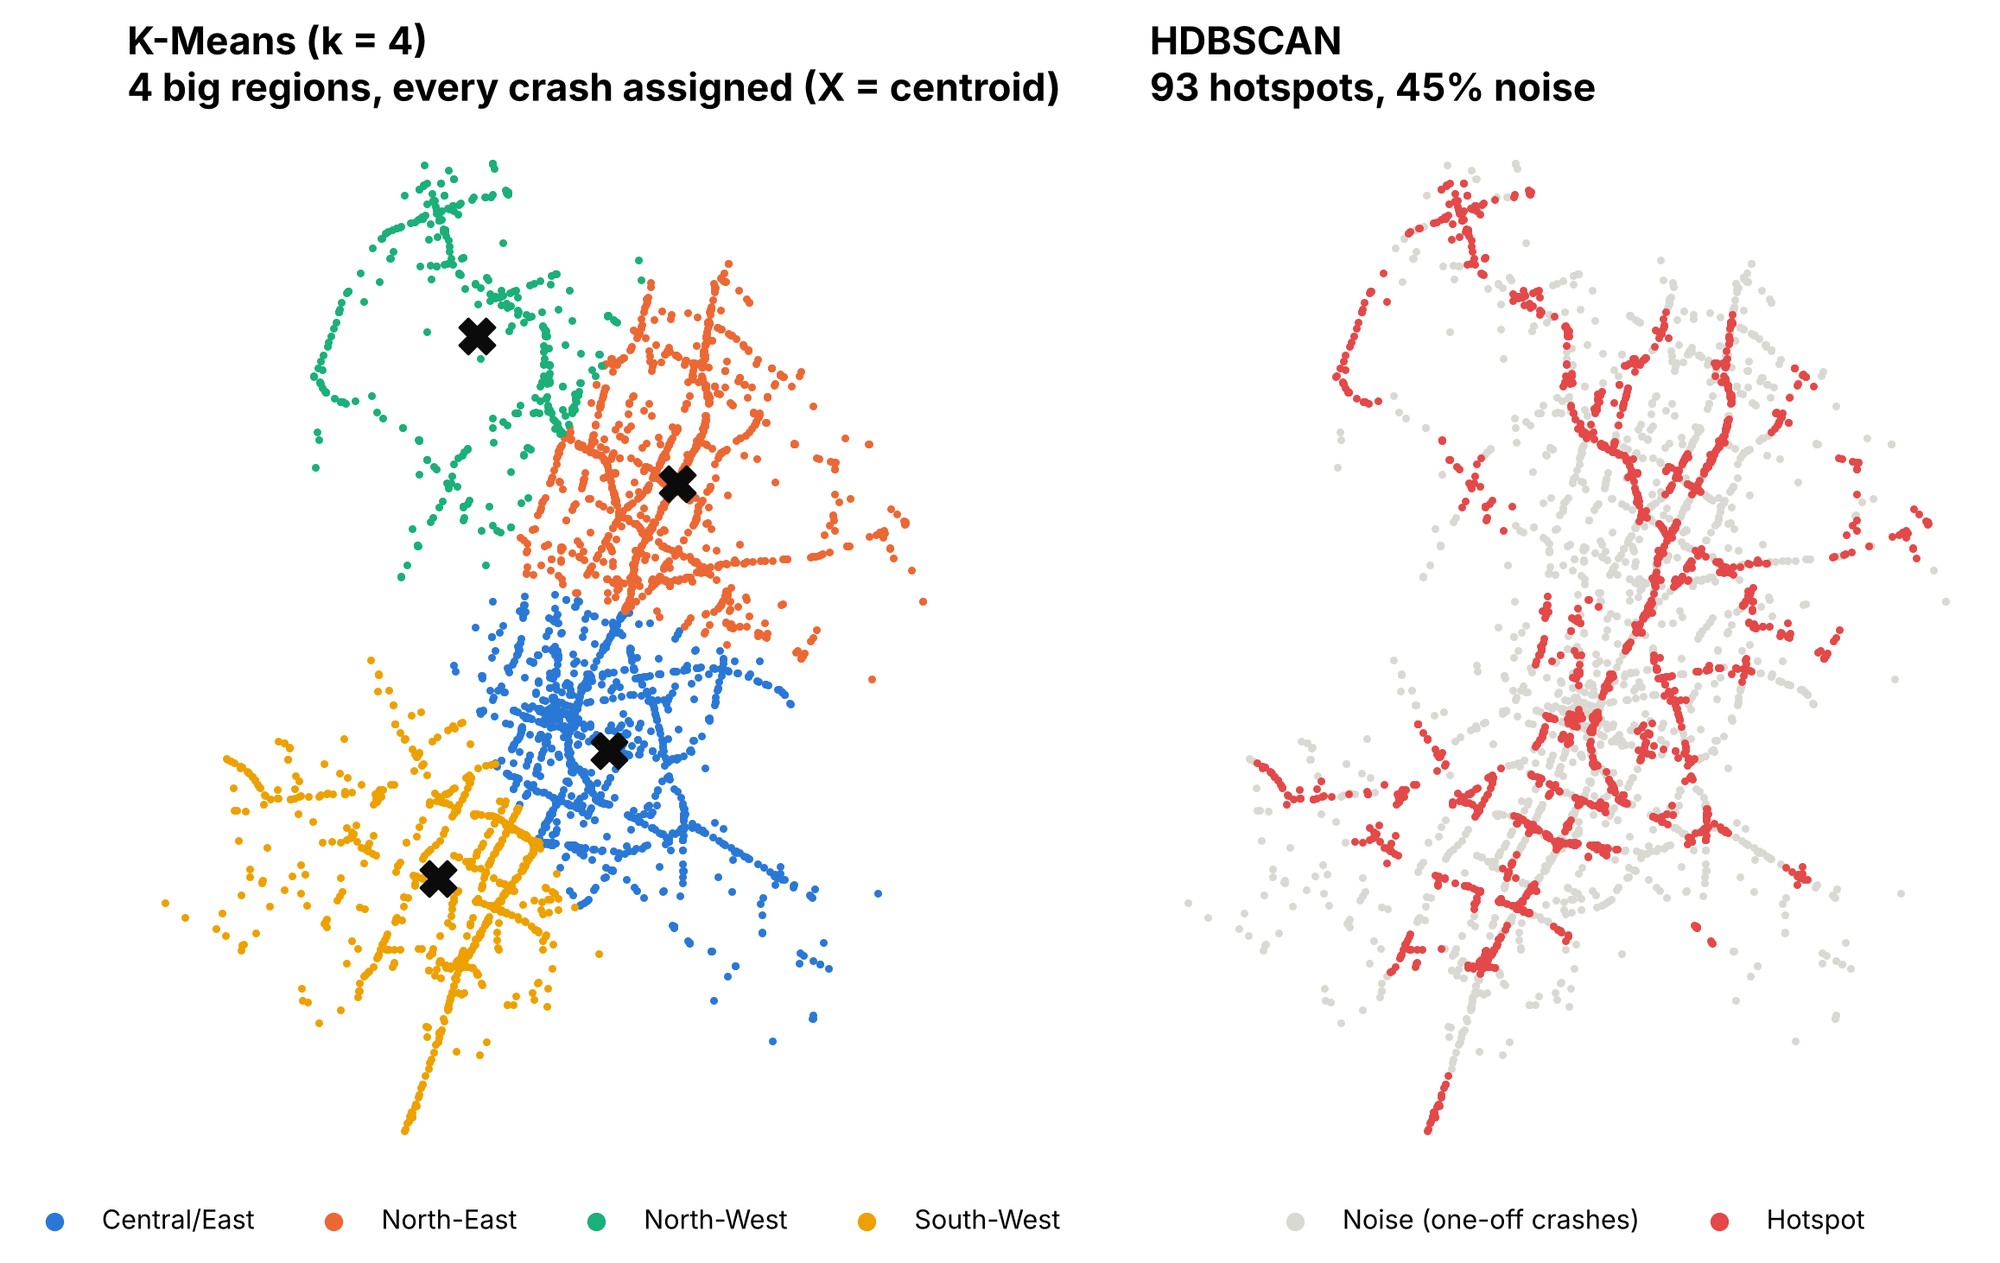 K-Means (k = 4)
4 big regions, every crash assigned (X = centroid)
HDBSCAN
93 hotspots, 45% noise
Central/East
North-East
North-West
South-West
Noise (one-off crashes)
Hotspot